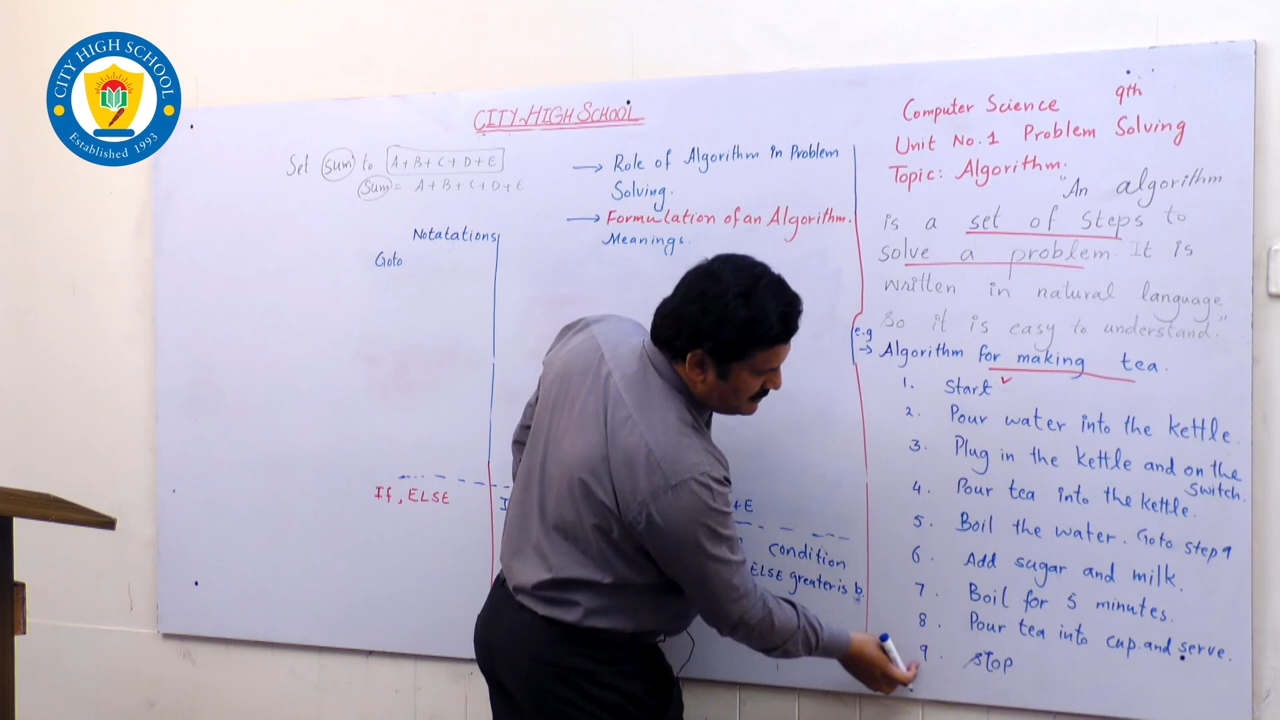 CITY HIGH SCHOOL
Established 1993
CITY HIGH SCHOOL
Set sum to A+B+C+D+E
Sum = A+B+C+D+E
Notatations
Goto
If, ELSE
→ Role of Algorithm in Problem
Solving.
→ Formulation of an Algorithm.
Meanings.
+E
condition
ELSE greater is b.
Computer Science 9th
Unit No.1 Problem Solving
Topic: Algorithm.
"An algorithm
is a set of steps to
solve a problem. It is
written in natural language
so it is easy to understand."
e.g
→ Algorithm for making tea.
1. Start ✓
2. Pour water into the kettle.
3. Plug in the kettle and on the
switch.
4. Pour tea into the kettle.
5. Boil the water. Goto step 9
6. Add sugar and milk.
7. Boil for 5 minutes.
8. Pour tea into cup and serve.
9. Stop